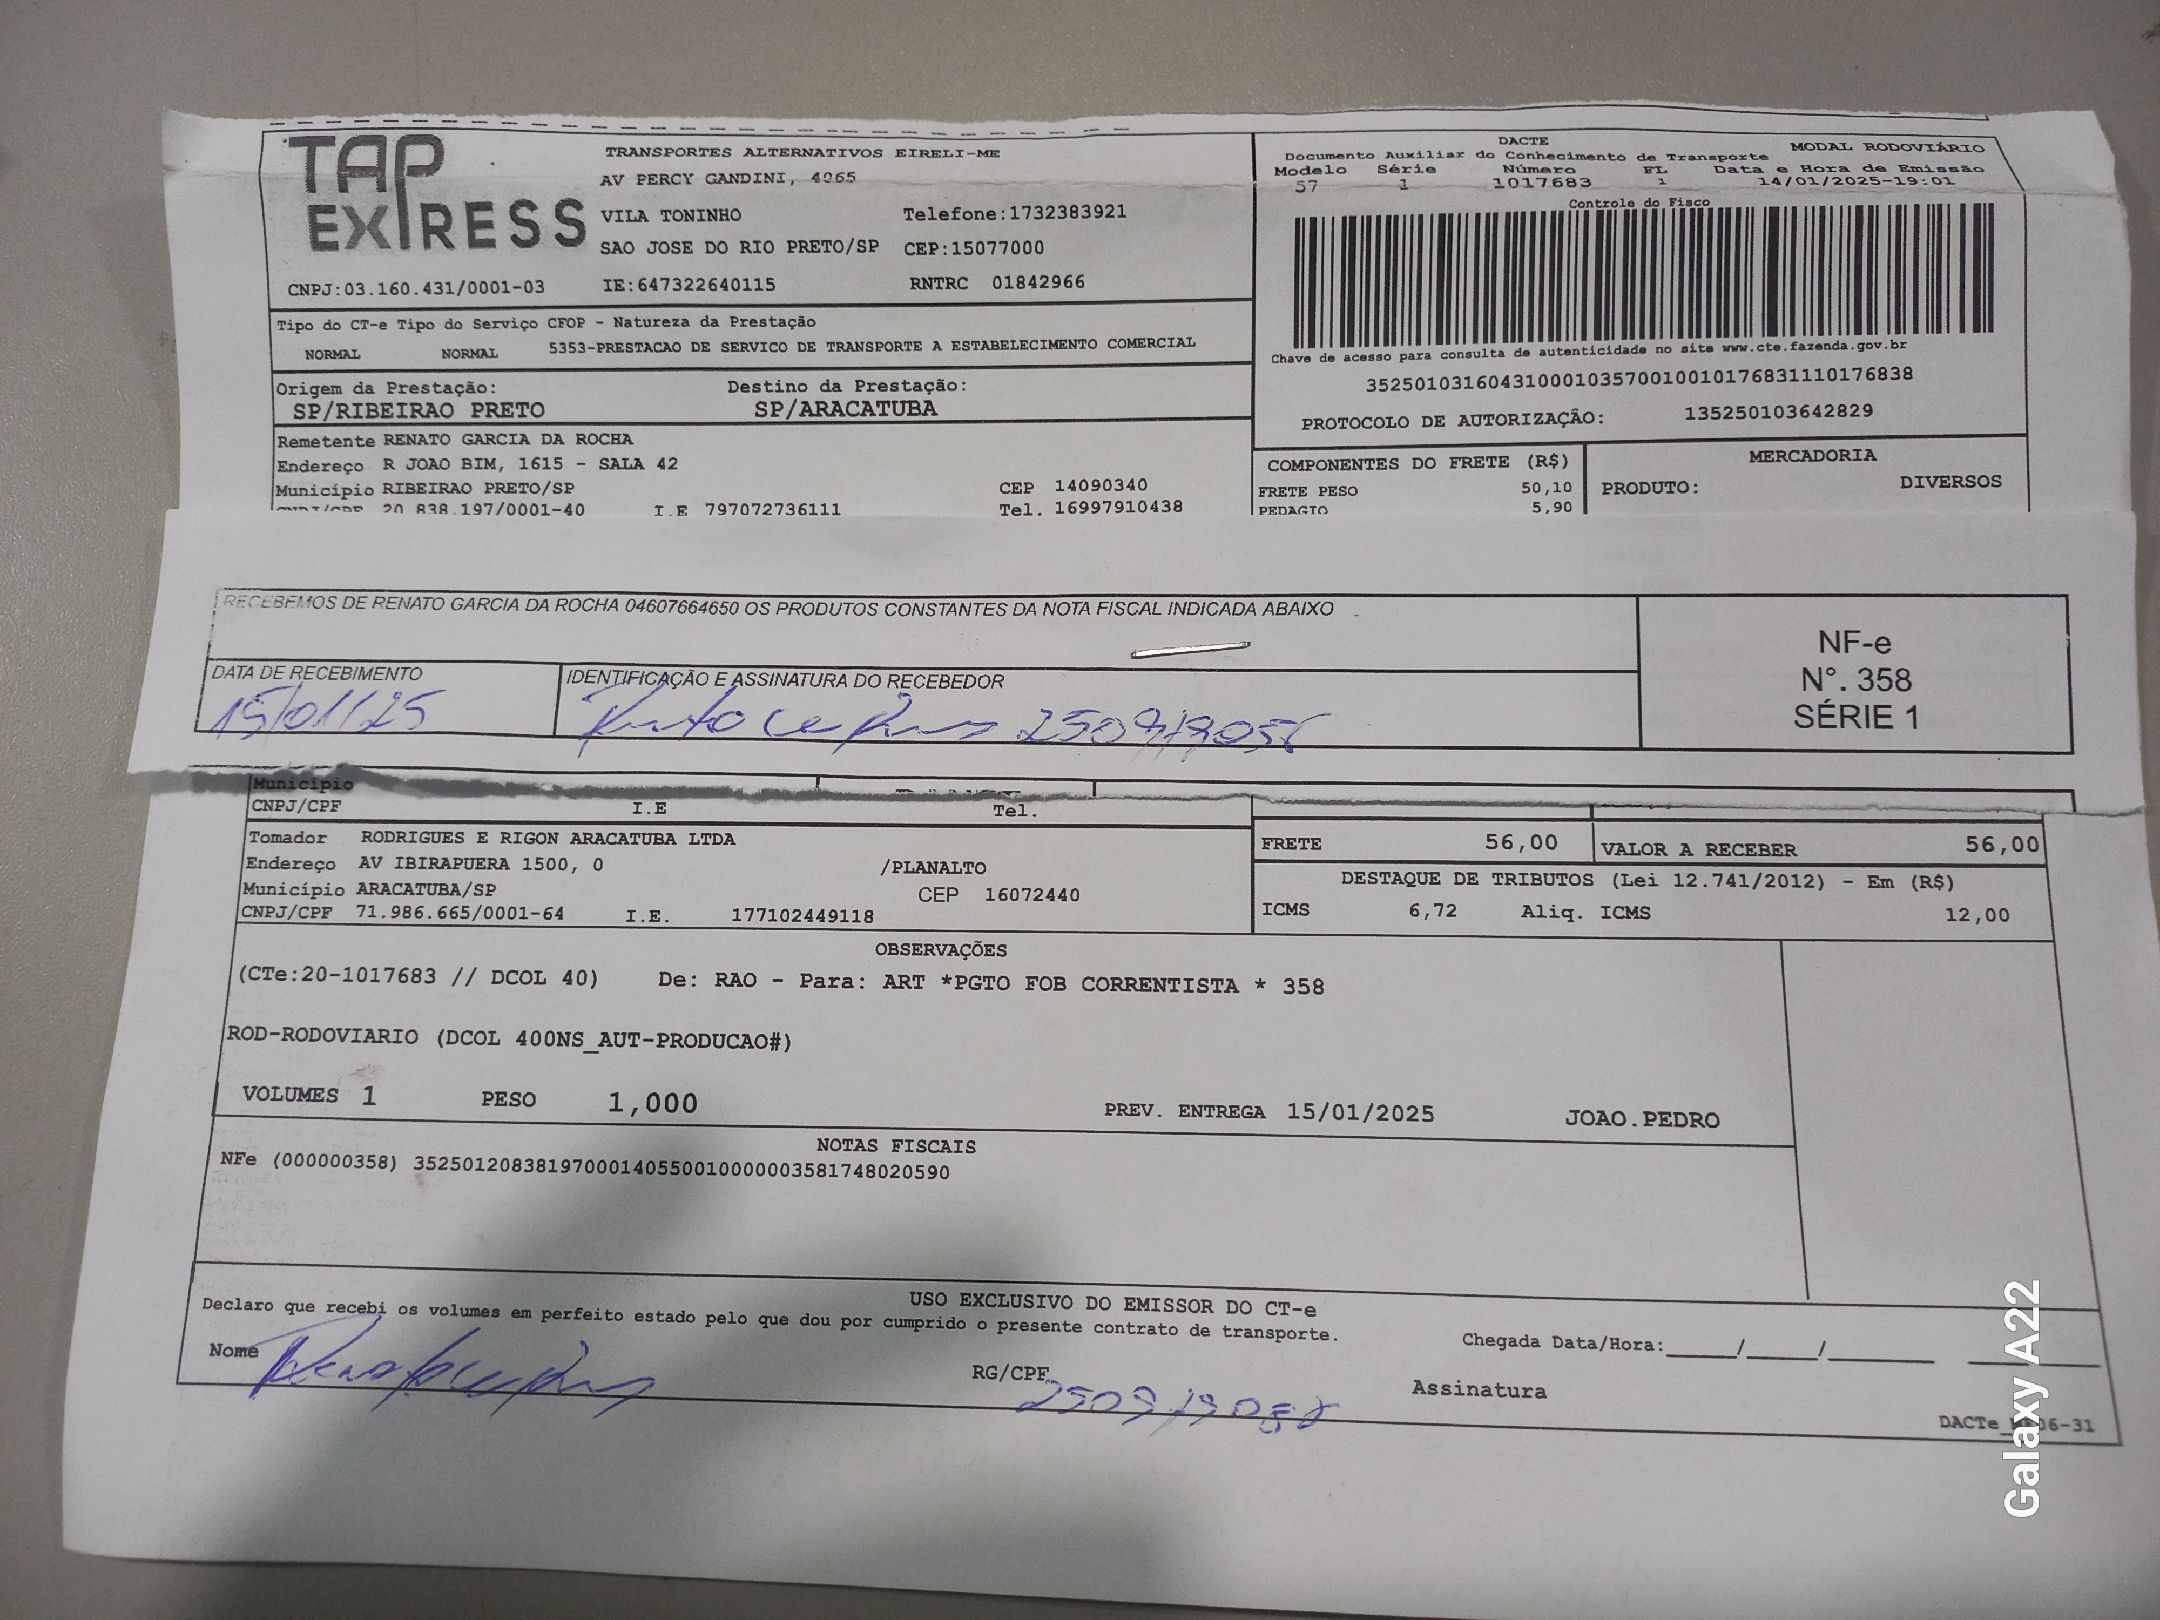 TAP EXPRESS
TRANSPORTES ALTERNATIVOS EIRELI-ME
AV PERCY GANDINI, 4065
VILA TONINHO Telefone:1732383921
SAO JOSE DO RIO PRETO/SP CEP:15077000
CNPJ:03.160.431/0001-03 IE:647322640115 RNTRC 01842966
DACTE
Documento Auxiliar do Conhecimento de Transporte MODAL RODOVIÁRIO
Modelo Série Número FL Data e Hora de Emissão
57 1 1017683 1 14/01/2025-19:01
Controle do Fisco
Chave de acesso para consulta de autenticidade no site www.cte.fazenda.gov.br
35250103160431000103570010010176831110176838
PROTOCOLO DE AUTORIZAÇÃO: 135250103642829
Tipo do CT-e Tipo do Serviço CFOP - Natureza da Prestação
NORMAL NORMAL 5353-PRESTACAO DE SERVICO DE TRANSPORTE A ESTABELECIMENTO COMERCIAL
Origem da Prestação: Destino da Prestação:
SP/RIBEIRAO PRETO SP/ARACATUBA
Remetente RENATO GARCIA DA ROCHA
Endereço R JOAO BIM, 1615 - SALA 42
Município RIBEIRAO PRETO/SP CEP 14090340
CNPJ/CPF 20.838.197/0001-40 I.E 797072736111 Tel. 16997910438
COMPONENTES DO FRETE (R$)
FRETE PESO 50,10
PEDAGIO 5,90
MERCADORIA
PRODUTO: DIVERSOS
RECEBEMOS DE RENATO GARCIA DA ROCHA 04607664650 OS PRODUTOS CONSTANTES DA NOTA FISCAL INDICADA ABAIXO
DATA DE RECEBIMENTO IDENTIFICAÇÃO E ASSINATURA DO RECEBEDOR
15/01/25
NF-e
N°. 358
SÉRIE 1
Município
CNPJ/CPF I.E Tel.
Tomador RODRIGUES E RIGON ARACATUBA LTDA
Endereço AV IBIRAPUERA 1500, 0 /PLANALTO
Município ARACATUBA/SP CEP 16072440
CNPJ/CPF 71.986.665/0001-64 I.E. 177102449118
FRETE 56,00 VALOR A RECEBER 56,00
DESTAQUE DE TRIBUTOS (Lei 12.741/2012) - Em (R$)
ICMS 6,72 Aliq. ICMS 12,00
OBSERVAÇÕES
(CTe:20-1017683 // DCOL 40) De: RAO - Para: ART *PGTO FOB CORRENTISTA * 358
ROD-RODOVIARIO (DCOL 400NS_AUT-PRODUCAO#)
VOLUMES 1 PESO 1,000 PREV. ENTREGA 15/01/2025 JOAO.PEDRO
NOTAS FISCAIS
NFe (000000358) 35250120838197000140550010000003581748020590
USO EXCLUSIVO DO EMISSOR DO CT-e
Declaro que recebi os volumes em perfeito estado pelo que dou por cumprido o presente contrato de transporte.
Nome RG/CPF Assinatura Chegada Data/Hora:_____/_____/_______
Galaxy A22